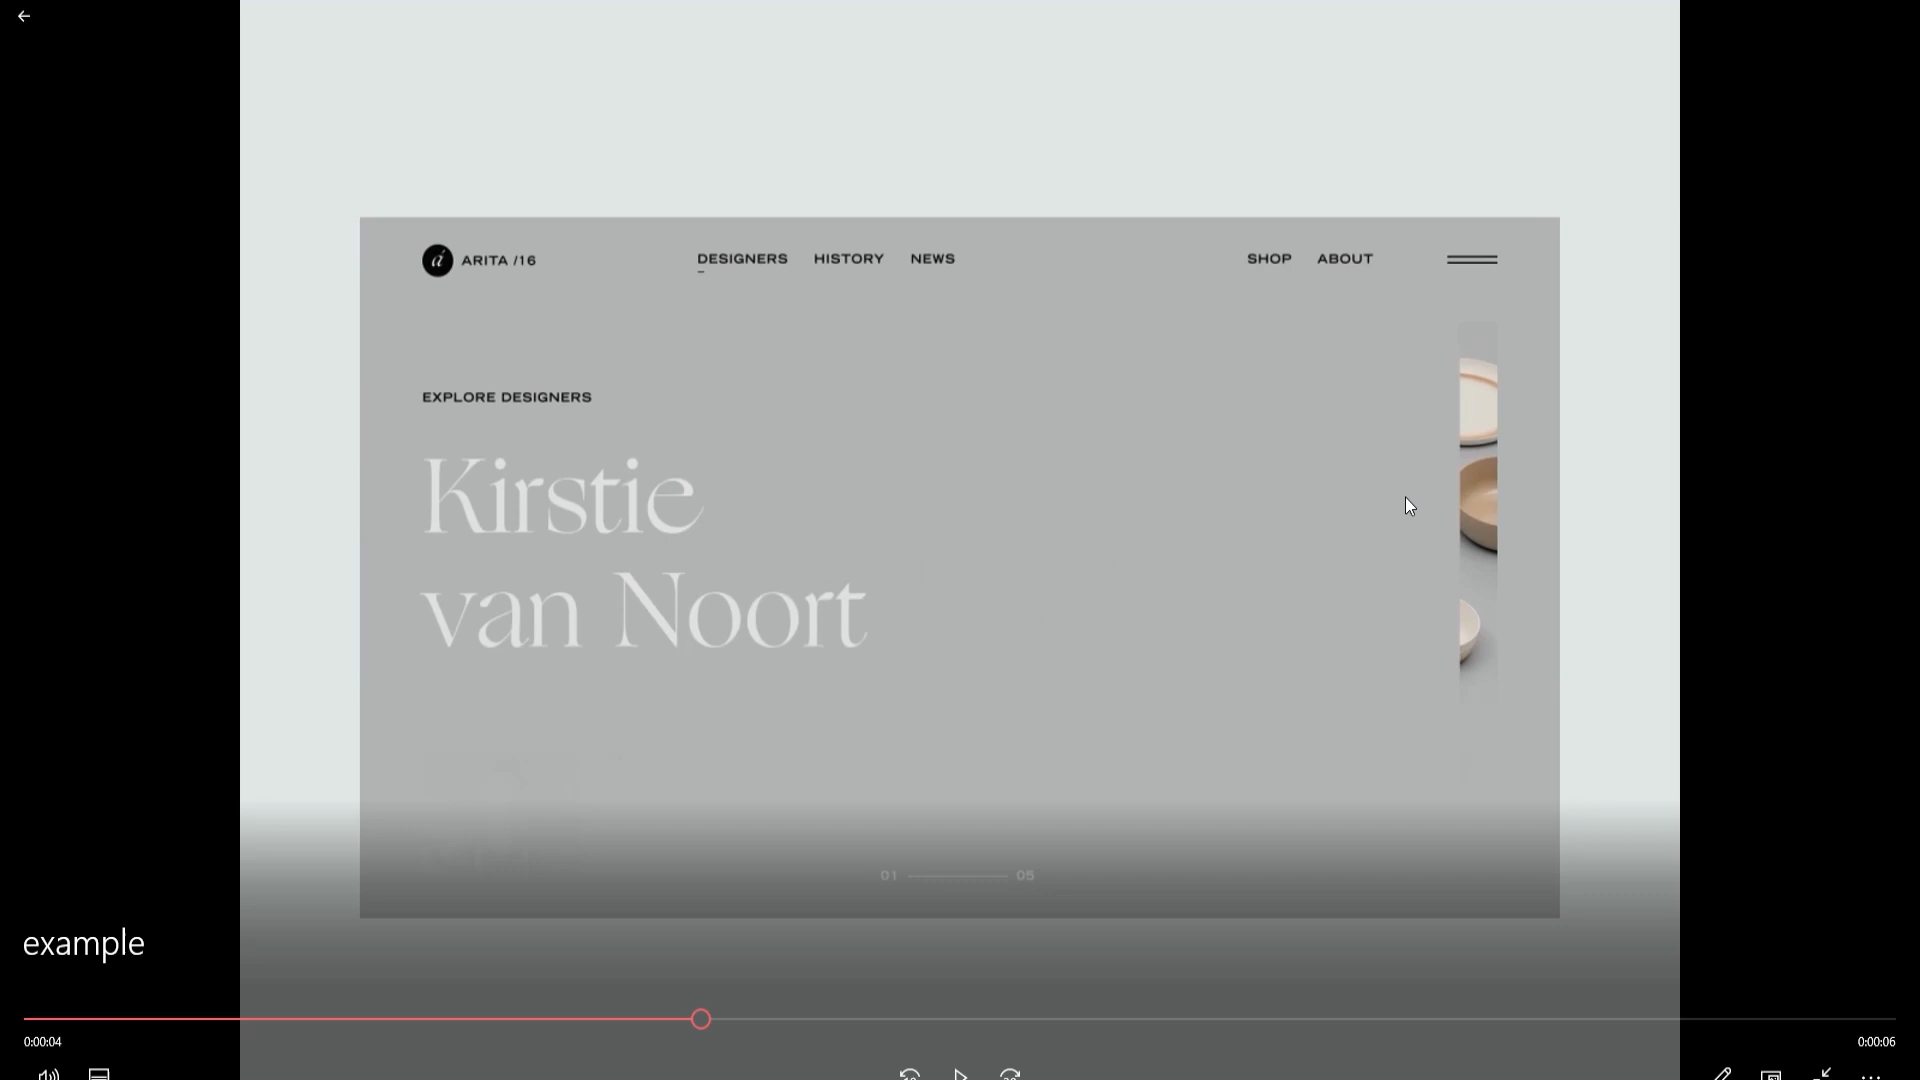 á ARITA /16
DESIGNERS HISTORY NEWS
SHOP ABOUT
EXPLORE DESIGNERS
Kirstie
van Noort
01 05
example
0:00:04
0:00:06